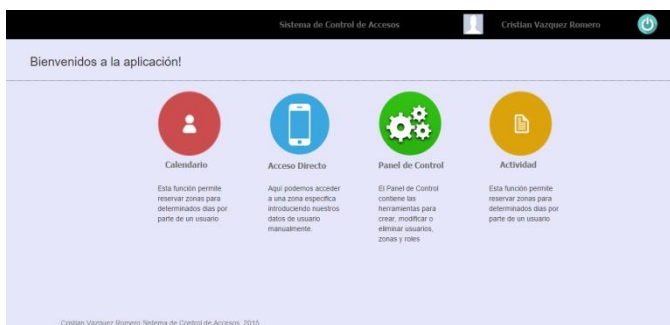 Sistema de Control de Accesos
Cristian Vazquez Romero
Bienvenidos a la aplicación!
Calendario
Esta función permite
reservar zonas para
determinados dias por
parte de un usuario
Acceso Directo
Aquí podemos acceder
a una zona especifica
introduciendo nuestros
datos de usuario
manualmente.
Panel de Control
El Panel de Control
contiene las
herramientas para
crear, modificar o
eliminar usuarios,
zonas y roles
Actividad
Esta función permite
reservar zonas para
determinados dias por
parte de un usuario
Cristian Vazquez Romero Sistema de Control de Accesos, 2015